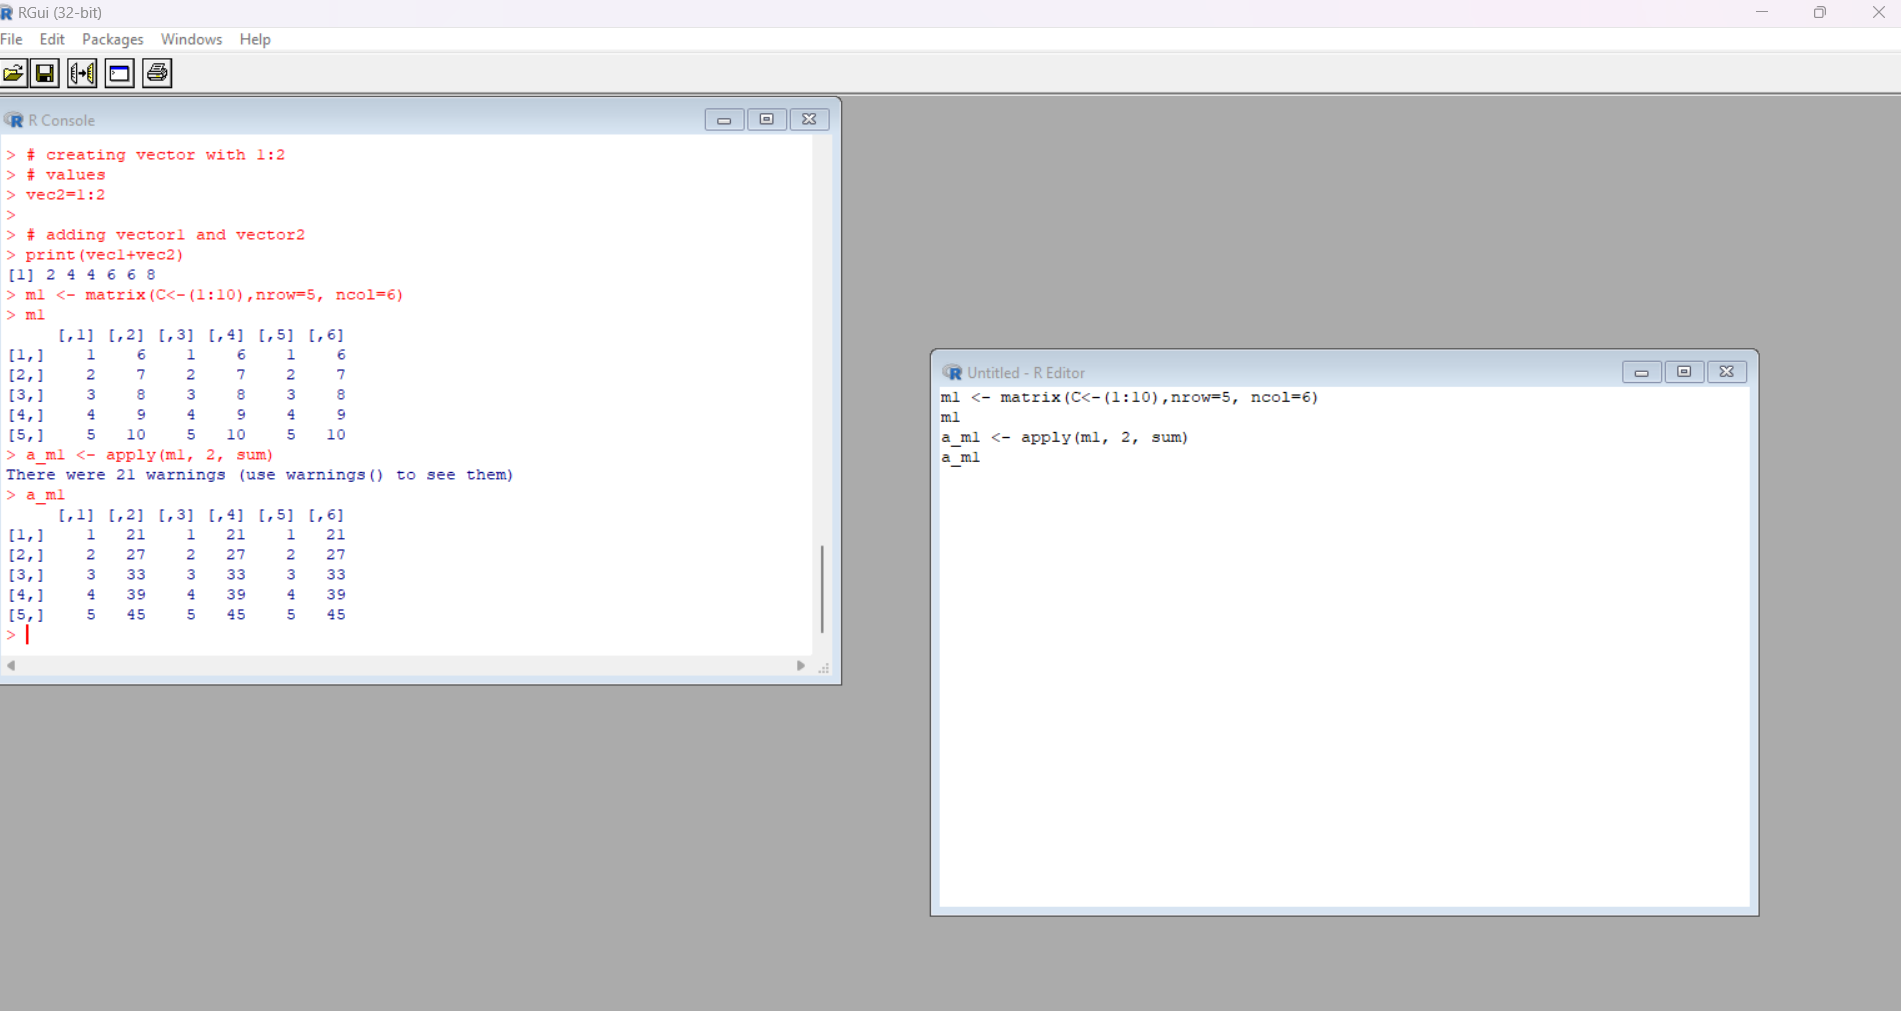 RGui (32-bit)
File Edit Packages Windows Help
R Console
> # creating vector with 1:2
> # values
> vec2=1:2
>
> # adding vector1 and vector2
> print(vec1+vec2)
[1] 2 4 4 6 6 8
> m1 <- matrix(C<-(1:10),nrow=5, ncol=6)
> m1
     [,1] [,2] [,3] [,4] [,5] [,6]
[1,]    1    6    1    6    1    6
[2,]    2    7    2    7    2    7
[3,]    3    8    3    8    3    8
[4,]    4    9    4    9    4    9
[5,]    5   10    5   10    5   10
> a_m1 <- apply(m1, 2, sum)
There were 21 warnings (use warnings() to see them)
> a_m1
     [,1] [,2] [,3] [,4] [,5] [,6]
[1,]    1   21    1   21    1   21
[2,]    2   27    2   27    2   27
[3,]    3   33    3   33    3   33
[4,]    4   39    4   39    4   39
[5,]    5   45    5   45    5   45
>
Untitled - R Editor
m1 <- matrix(C<-(1:10),nrow=5, ncol=6)
m1
a_m1 <- apply(m1, 2, sum)
a_m1